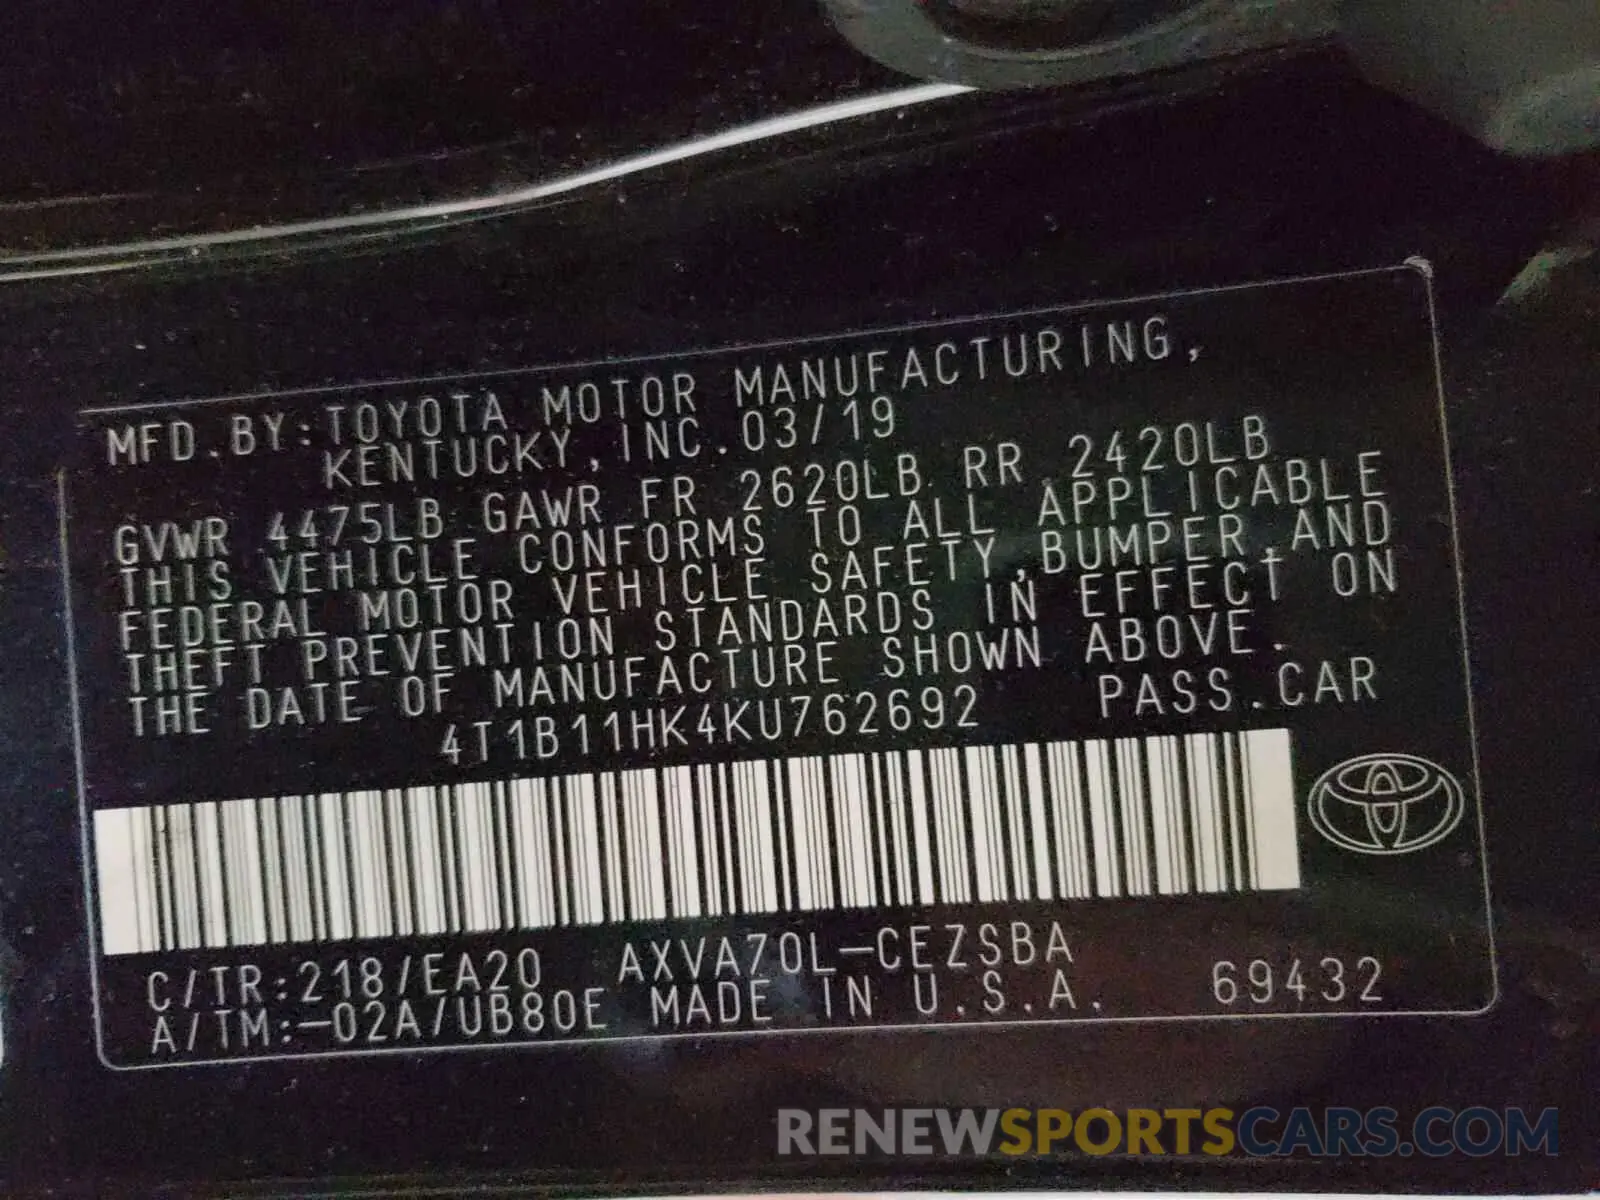 MFD.BY:TOYOTA MOTOR MANUFACTURING,
KENTUCKY,INC.03/19
GVWR 4475LB GAWR FR 2620LB RR 2420LB
THIS VEHICLE CONFORMS TO ALL APPLICABLE
FEDERAL MOTOR VEHICLE SAFETY,BUMPER,AND
THEFT PREVENTION STANDARDS IN EFFECT ON
THE DATE OF MANUFACTURE SHOWN ABOVE.
4T1B11HK4KU762692 PASS.CAR
C/TR:218/EA20 AXVA70L-CEZSBA
A/TM:-02A/UB80E MADE IN U.S.A. 69432
RENEWSPORTSCARS.COM